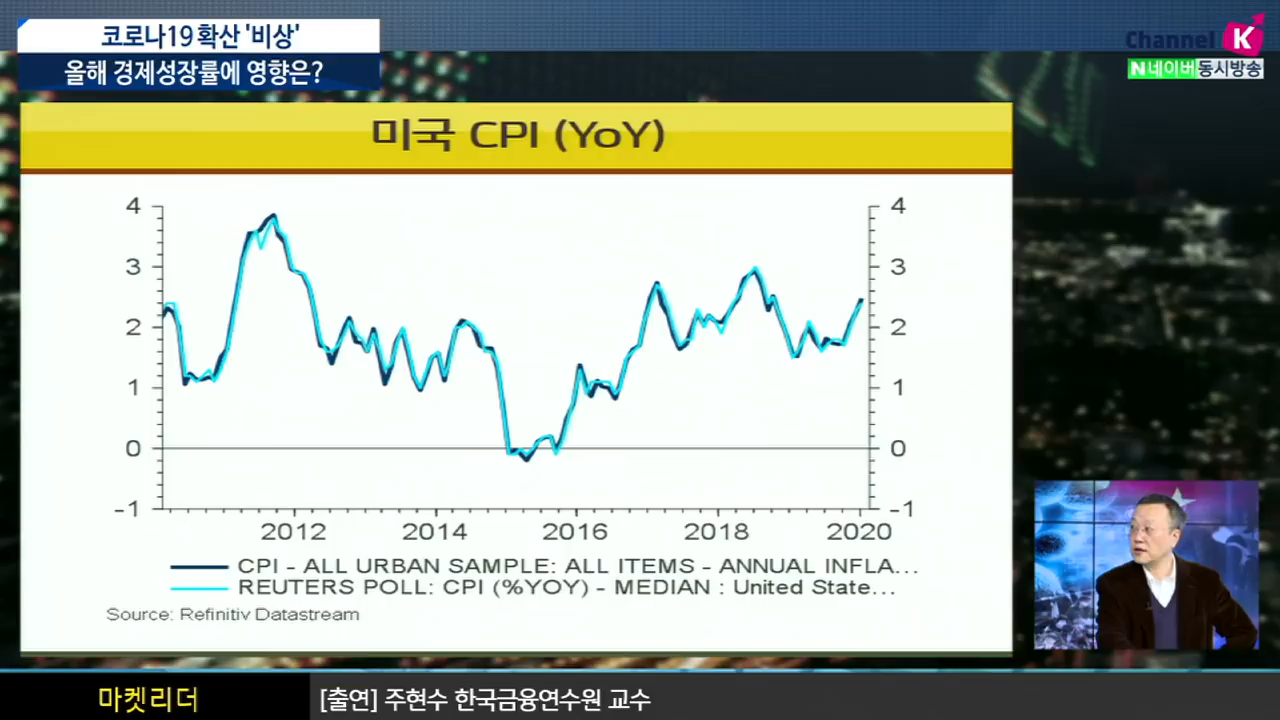 코로나19 확산 '비상'
올해 경제성장률에 영향은?
Channel K
N 네이버 동시방송
미국 CPI (YoY)
4 4
3 3
2 2
1 1
0 0
-1 -1
2012 2014 2016 2018 2020
CPI - ALL URBAN SAMPLE: ALL ITEMS - ANNUAL INFLA...
REUTERS POLL: CPI (%YOY) - MEDIAN : United State...
Source: Refinitiv Datastream
마켓리더
[출연] 주현수 한국금융연수원 교수